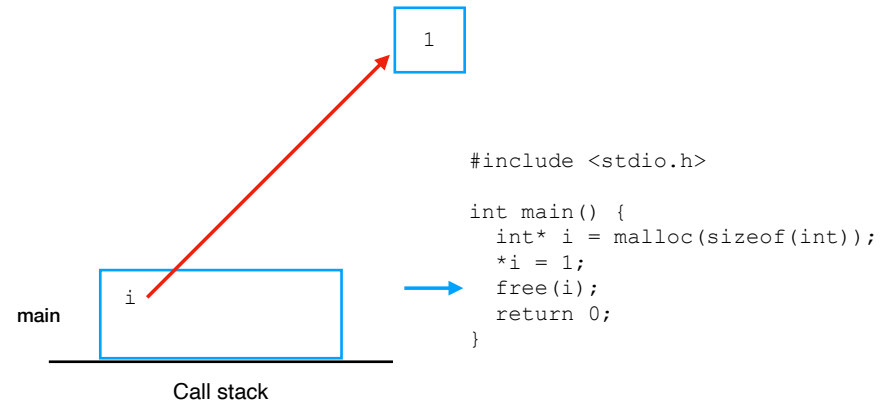 1
#include <stdio.h>
int main() {
  int* i = malloc(sizeof(int));
  *i = 1;
  free(i);
  return 0;
}
i
main
Call stack